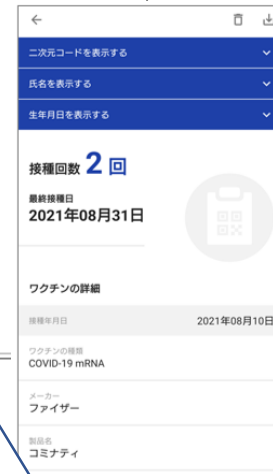 二次元コードを表示する
氏名を表示する
生年月日を表示する
接種回数 2 回
最終接種日
2021年08月31日
ワクチンの詳細
接種年月日 2021年08月10日
ワクチンの種類
COVID-19 mRNA
メーカー
ファイザー
製品名
コミナティ